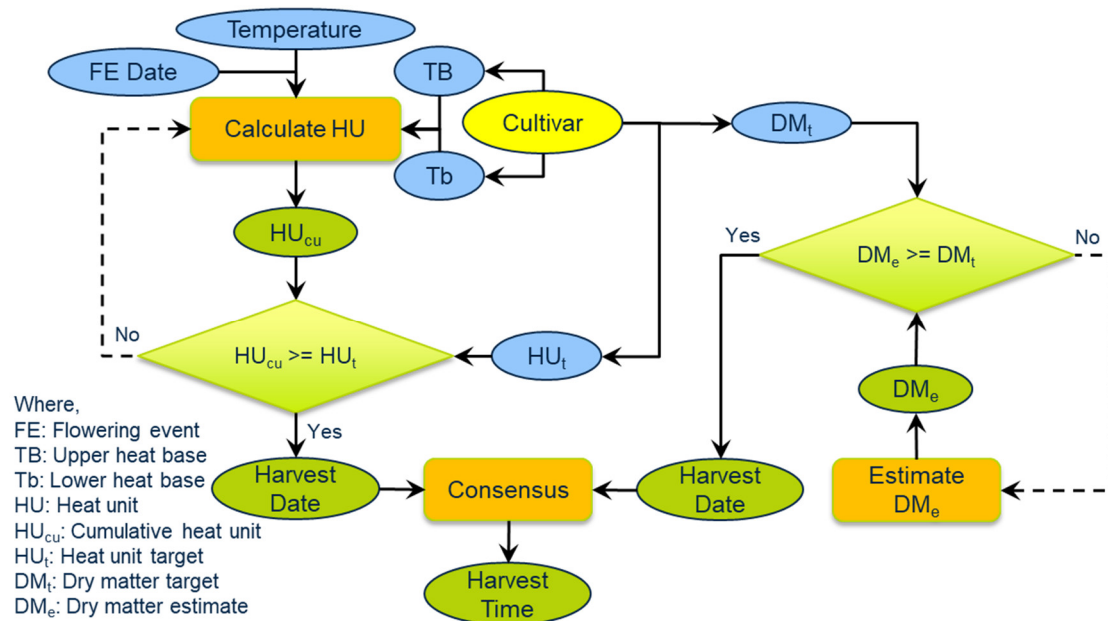 Temperature
FE Date
TB
Calculate HU
Cultivar
DMt
Tb
HUcu
Yes
DMe >= DMt
No
No
HUcu >= HUt
HUt
DMe
Where,
FE: Flowering event
TB: Upper heat base
Tb: Lower heat base
HU: Heat unit
HUcu: Cumulative heat unit
HUt: Heat unit target
DMt: Dry matter target
DMe: Dry matter estimate
Yes
Harvest
Date
Consensus
Harvest
Date
Estimate
DMe
Harvest
Time